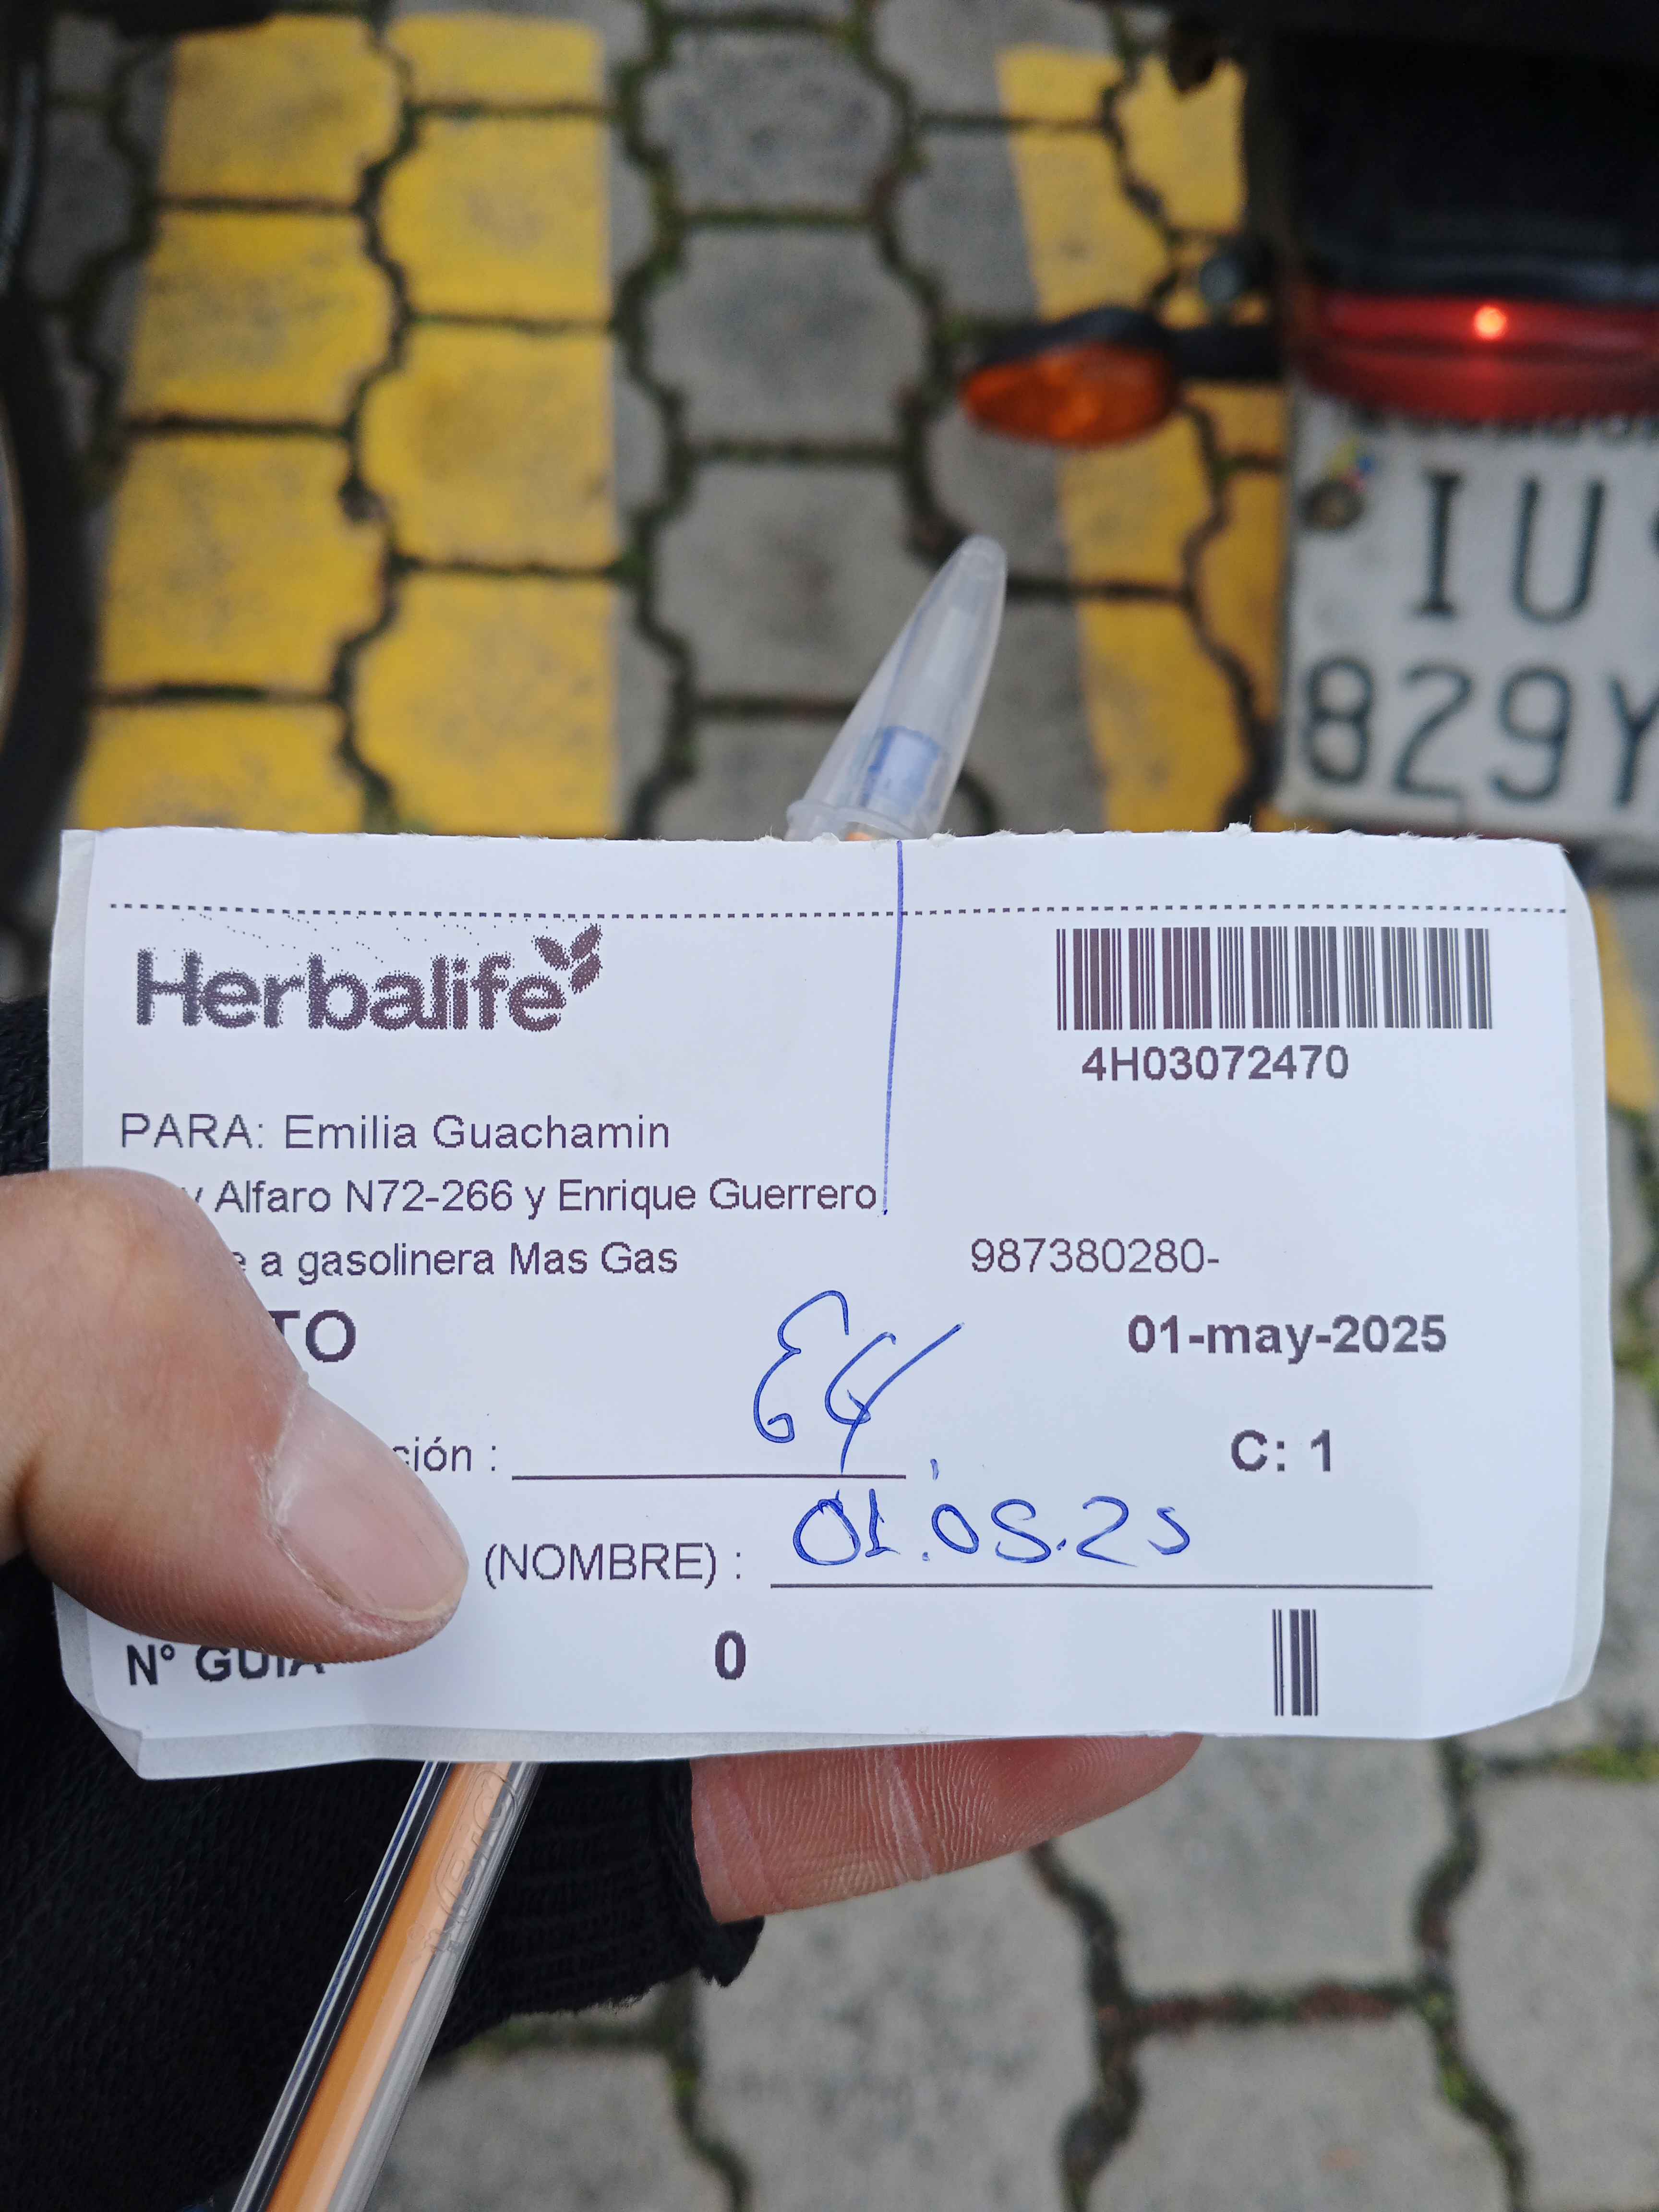 IU
829Y
Herbalife
4H03072470
PARA: Emilia Guachamin
y Alfaro N72-266 y Enrique Guerrero
a gasolinera Mas Gas 987380280-
TO 01-may-2025
EG
ción : C: 1
(NOMBRE) : 01.05.25
N° GUIA 0